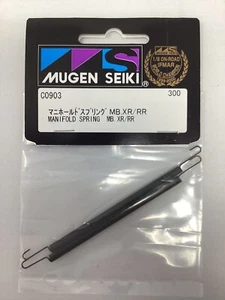 MUGEN SEIKI
1/8 ON-ROAD
IFMAR
C0903
300
マニホールドスプリング MB.XR/RR
MANIFOLD SPRING MB.XR/RR